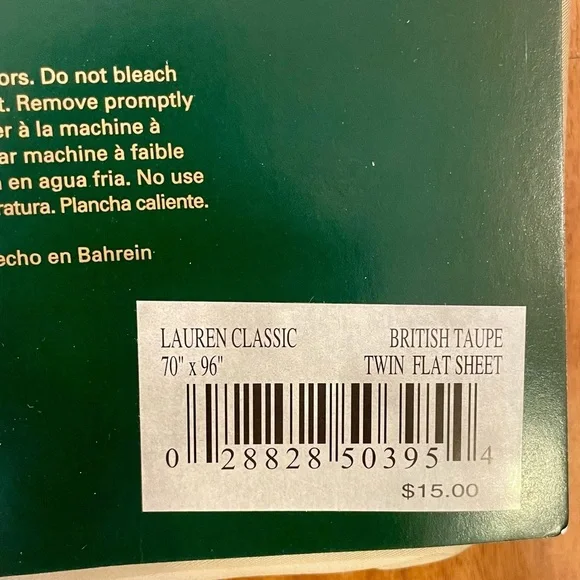 ors. Do not bleach
t. Remove promptly
er à la machine à
ar machine à faible
en agua fria. No use
ratura. Plancha caliente.
echo en Bahrein
LAUREN CLASSIC BRITISH TAUPE
70" x 96" TWIN FLAT SHEET
0 28828 50395 4
$15.00